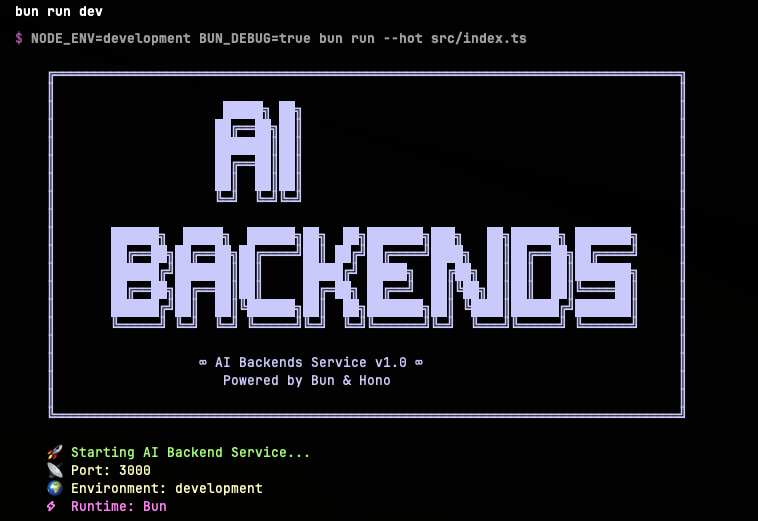 bun run dev
$ NODE_ENV=development BUN_DEBUG=true bun run --hot src/index.ts
AI
BACKENDS
∞ AI Backends Service v1.0 ∞
Powered by Bun & Hono
🚀 Starting AI Backend Service...
📡 Port: 3000
🌍 Environment: development
⚡ Runtime: Bun